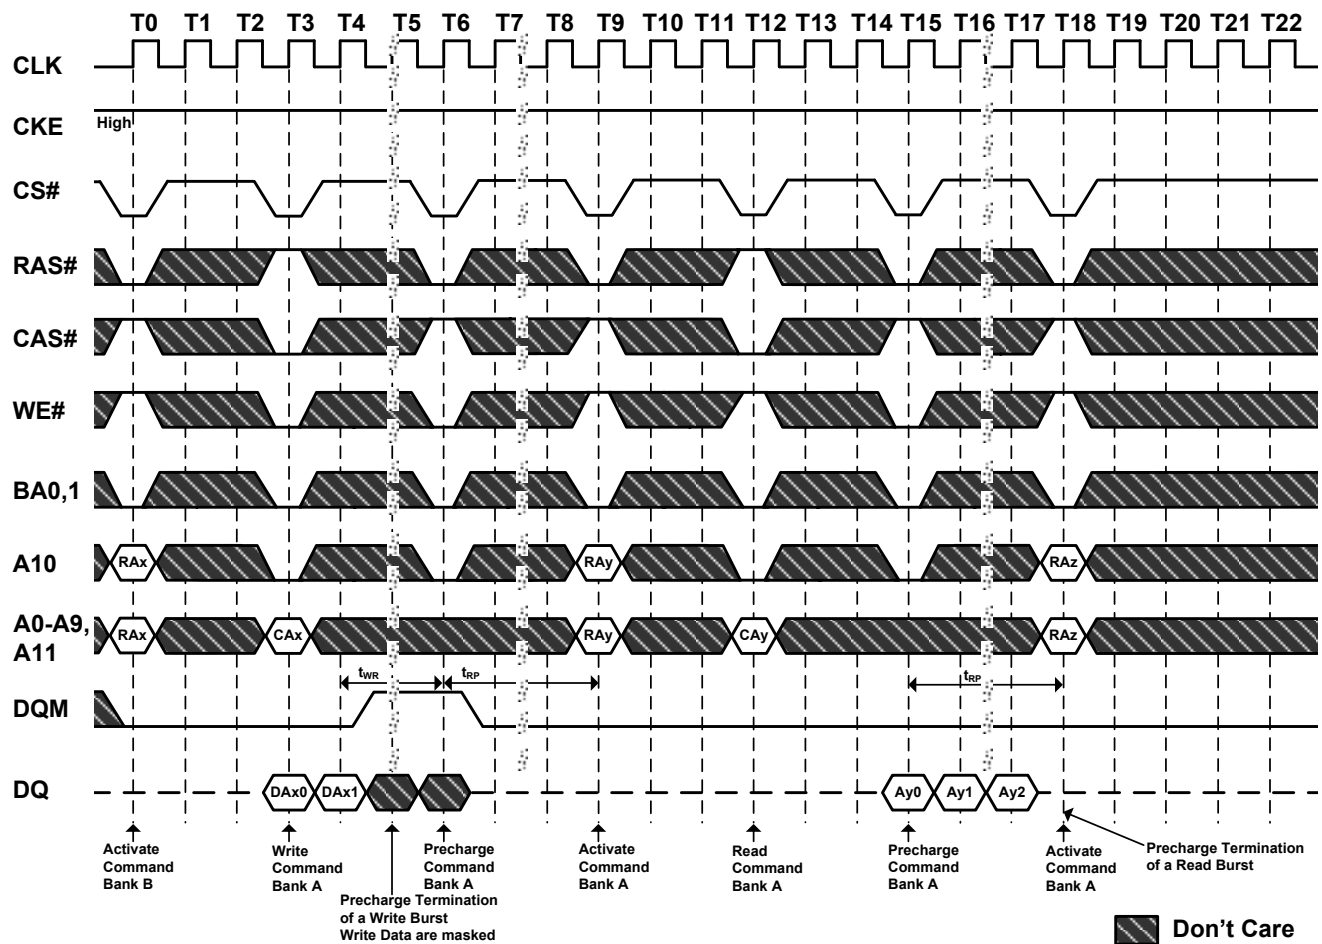 T0 T1 T2 T3 T4 T5 T6 T7 T8 T9 T10 T11 T12 T13 T14 T15 T16 T17 T18 T19 T20 T21 T22
CLK
CKE
High
CS#
RAS#
CAS#
WE#
BA0,1
A10
RAx RAy RAz
A0-A9,
A11
RAx CAx RAy CAy RAz
tWR tRP tRP
DQM
DQ
DAx0 DAx1 Ay0 Ay1 Ay2
Activate
Command
Bank B
Write
Command
Bank A
Precharge Termination
of a Write Burst
Write Data are masked
Precharge
Command
Bank A
Activate
Command
Bank A
Read
Command
Bank A
Precharge
Command
Bank A
Activate
Command
Bank A
Precharge Termination
of a Read Burst
Don't Care